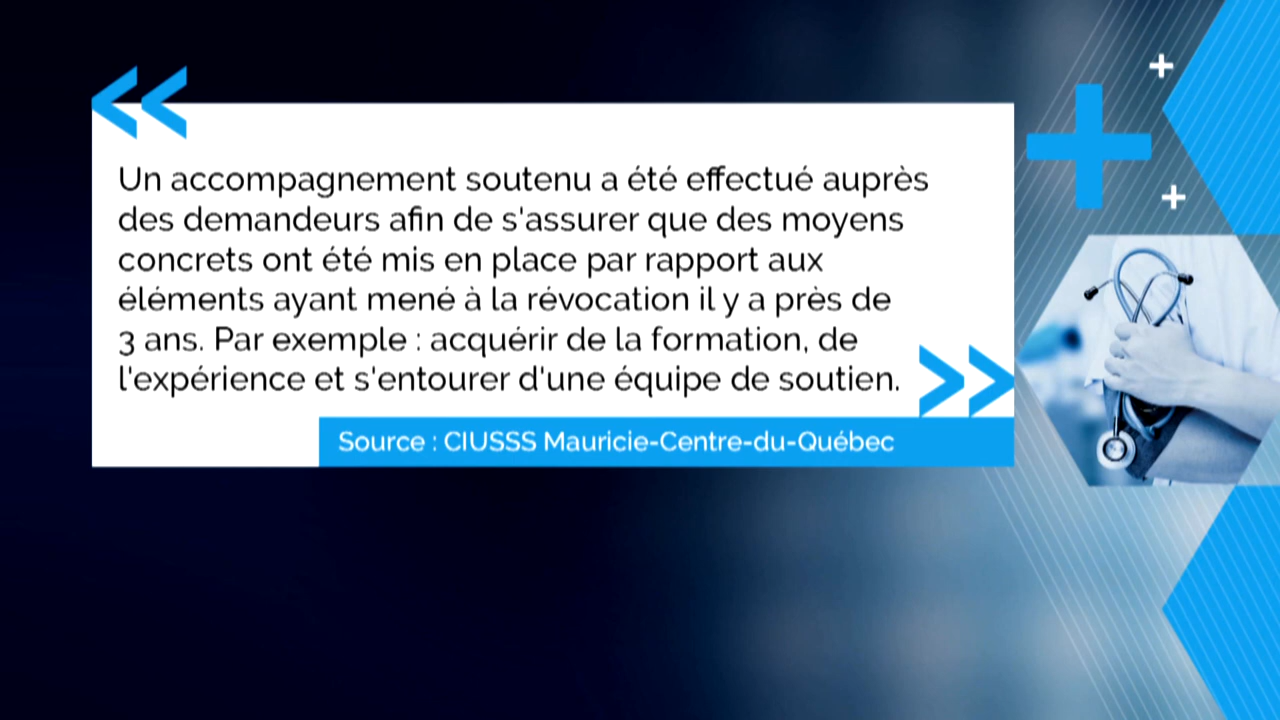 Un accompagnement soutenu a été effectué auprès
des demandeurs afin de s'assurer que des moyens
concrets ont été mis en place par rapport aux
éléments ayant mené à la révocation il y a près de
3 ans. Par exemple : acquérir de la formation, de
l'expérience et s'entourer d'une équipe de soutien.
Source : CIUSSS Mauricie-Centre-du-Québec